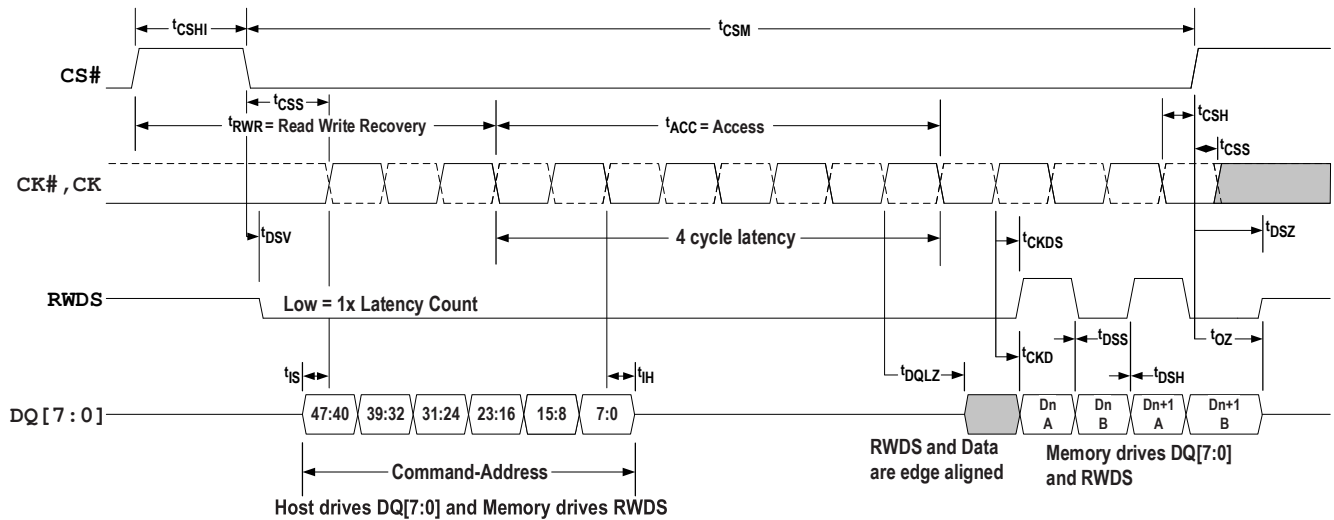 tCSHI
tCSM
CS#
tCSS
tRWR = Read Write Recovery
tACC = Access
tCSH
tCSS
CK#,CK
tDSV
4 cycle latency
tCKDS
tDSZ
RWDS
Low = 1x Latency Count
tIS
tIH
tDQLZ
tCKD
tDSS
tOZ
tDSH
DQ[7:0]
47:40
39:32
31:24
23:16
15:8
7:0
Dn A
Dn B
Dn+1 A
Dn+1 B
Command-Address
RWDS and Data
are edge aligned
Memory drives DQ[7:0]
and RWDS
Host drives DQ[7:0] and Memory drives RWDS